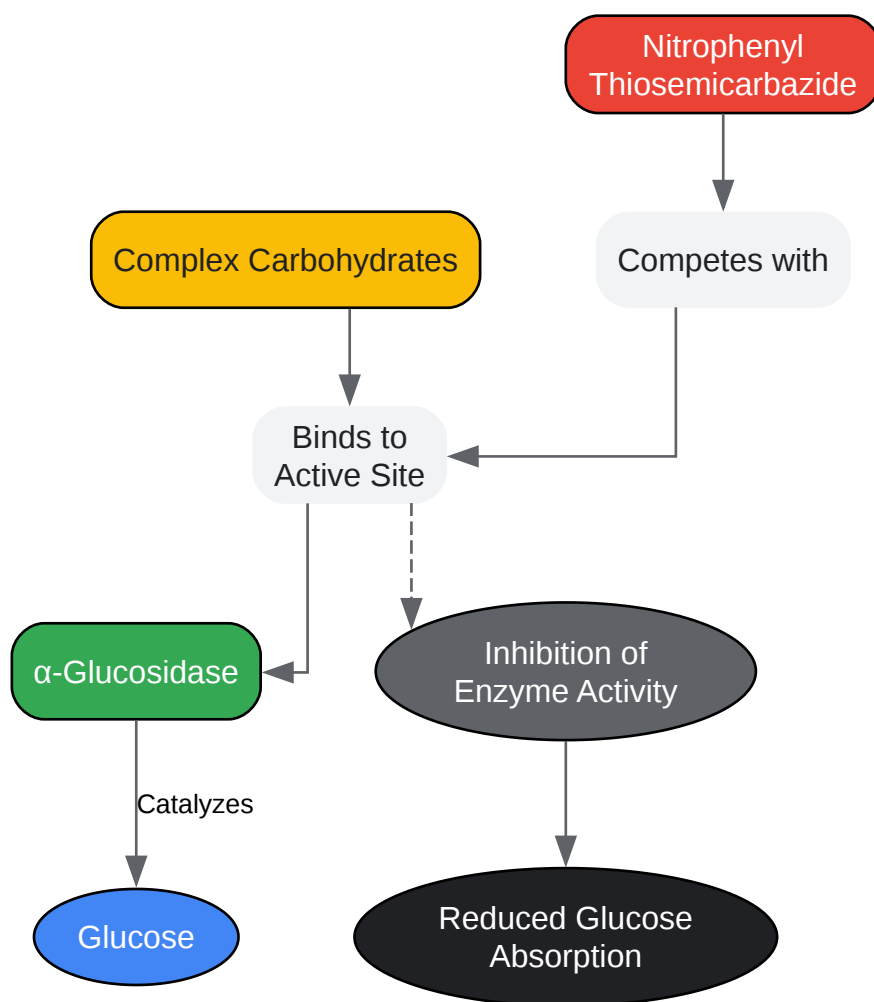 Nitrophenyl
Thiosemicarbazide
Complex Carbohydrates
Competes with
Binds to
Active Site
α-Glucosidase
Inhibition of
Enzyme Activity
Catalyzes
Glucose
Reduced Glucose
Absorption